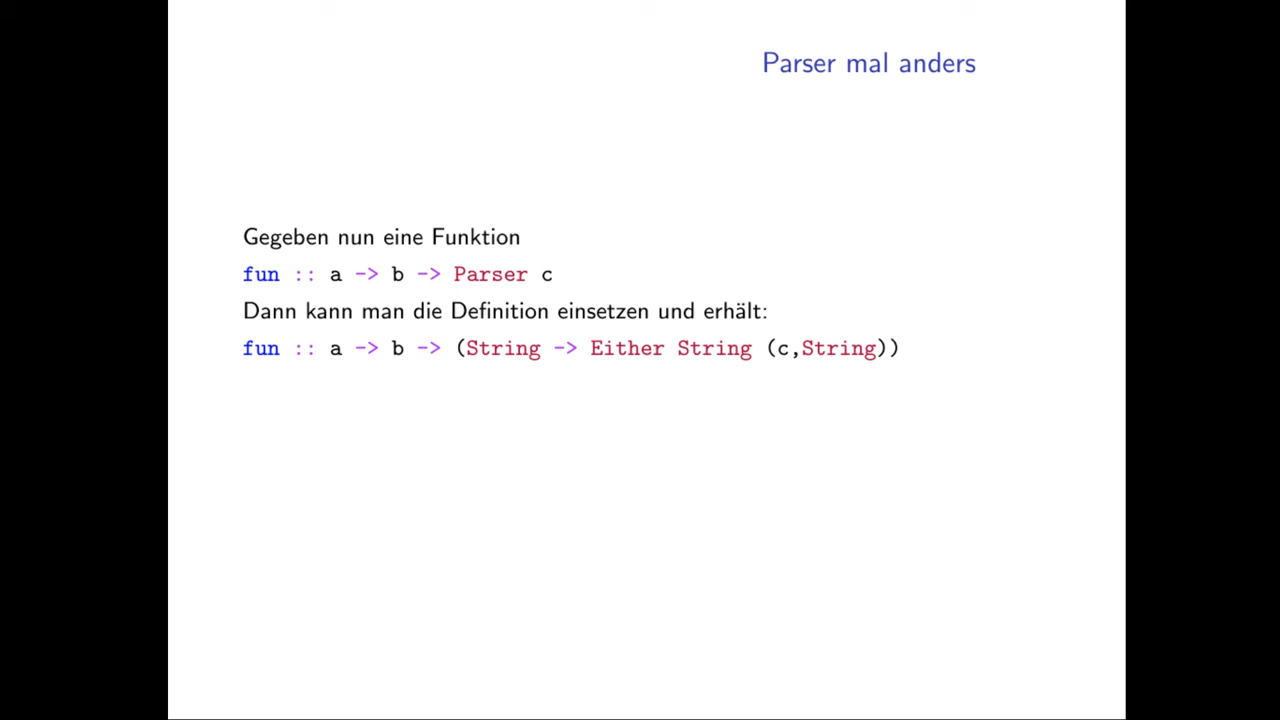 Parser mal anders
Gegeben nun eine Funktion
fun :: a -> b -> Parser c
Dann kann man die Definition einsetzen und erhält:
fun :: a -> b -> (String -> Either String (c,String))